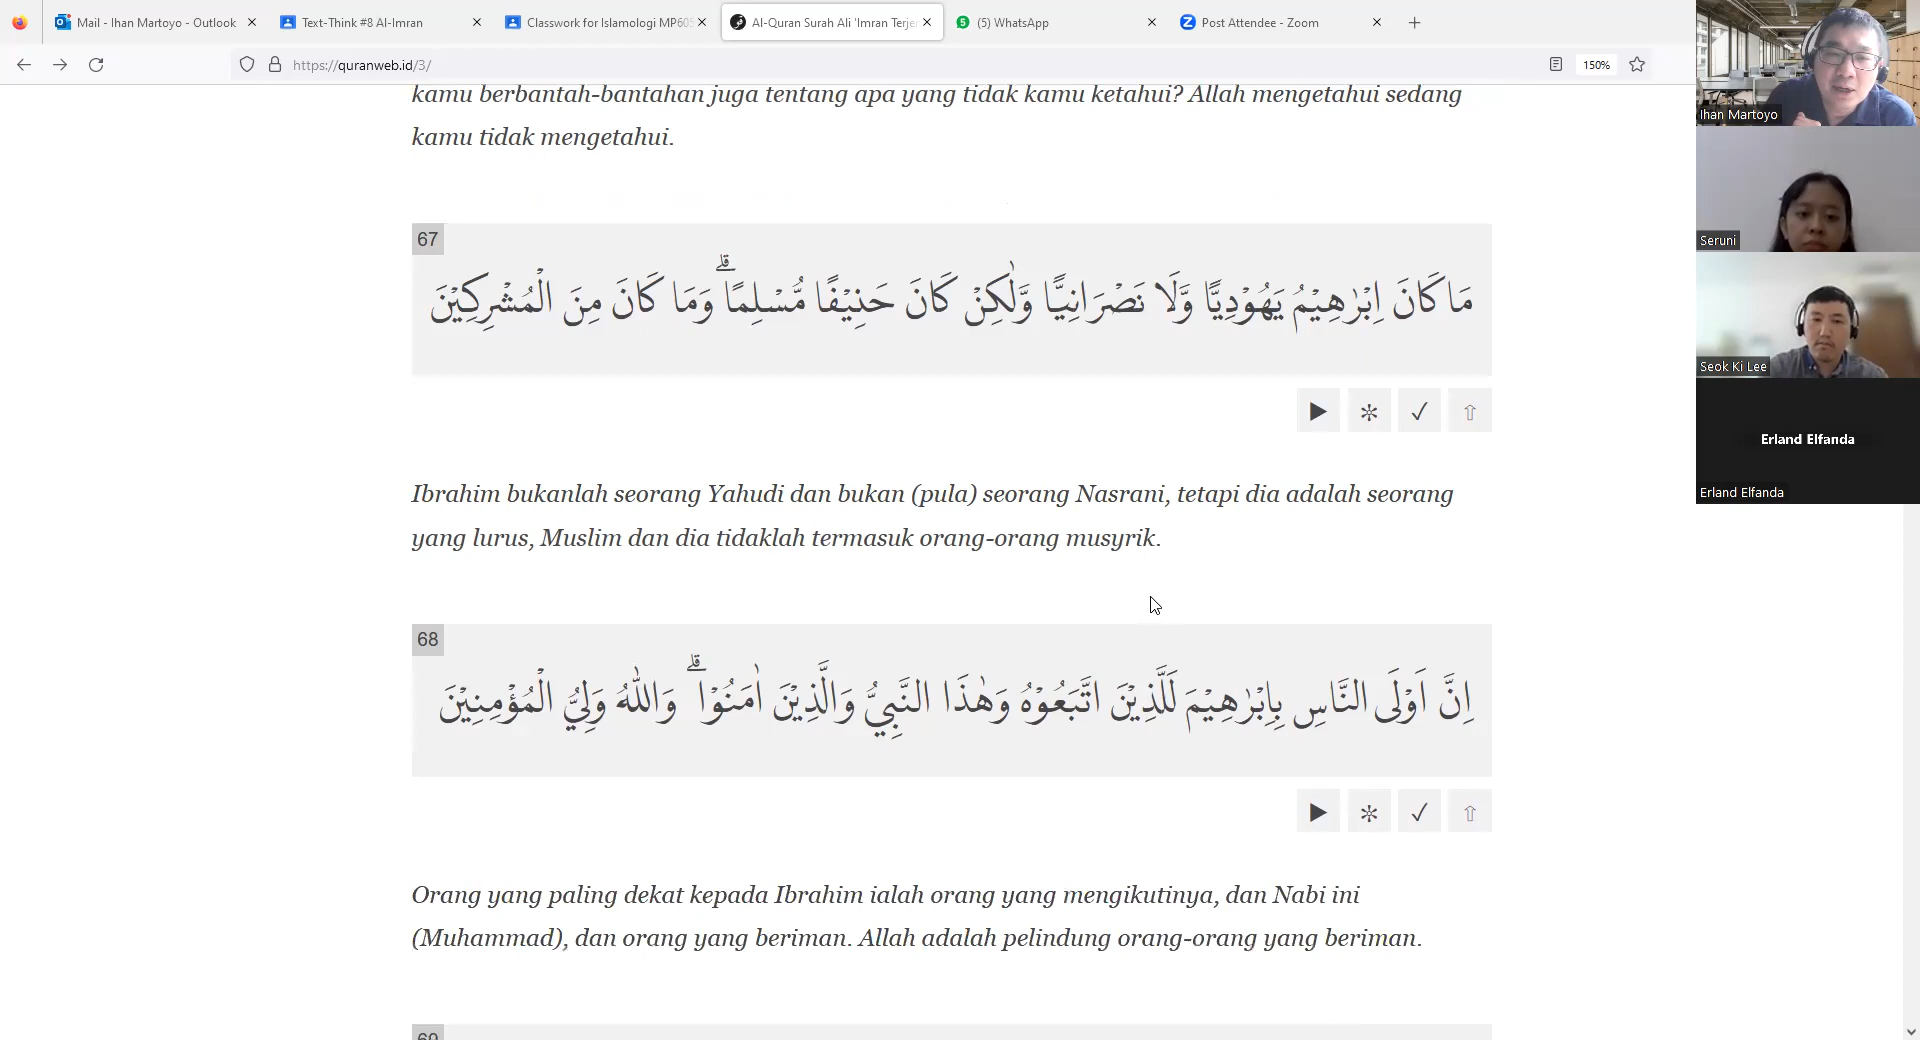 Mail - Ihan Martoyo - Outlook
Text-Think #8 Al-Imran
Classwork for Islamologi MP605
Al-Quran Surah Ali 'Imran Terje
(5) WhatsApp
Post Attendee - Zoom
https://quranweb.id/3/
150%
kamu berbantah-bantahan juga tentang apa yang tidak kamu ketahui? Allah mengetahui sedang
kamu tidak mengetahui.
67
مَاكَانَ اِبْرٰهِيْمُ يَهُوْدِيًّا وَّلَا نَصْرَانِيًّا وَّلٰكِنْ كَانَ حَنِيْفًا مُّسْلِمًاۗ وَمَا كَانَ مِنَ الْمُشْرِكِيْنَ
Ibrahim bukanlah seorang Yahudi dan bukan (pula) seorang Nasrani, tetapi dia adalah seorang
yang lurus, Muslim dan dia tidaklah termasuk orang-orang musyrik.
68
اِنَّ اَوْلَى النَّاسِ بِاِبْرٰهِيْمَ لَلَّذِيْنَ اتَّبَعُوْهُ وَهٰذَا النَّبِيُّ وَالَّذِيْنَ اٰمَنُوْاۗ وَاللّٰهُ وَلِيُّ الْمُؤْمِنِيْنَ
Orang yang paling dekat kepada Ibrahim ialah orang yang mengikutinya, dan Nabi ini
(Muhammad), dan orang yang beriman. Allah adalah pelindung orang-orang yang beriman.
69
Ihan Martoyo
Seruni
Seok Ki Lee
Erland Elfanda
Erland Elfanda